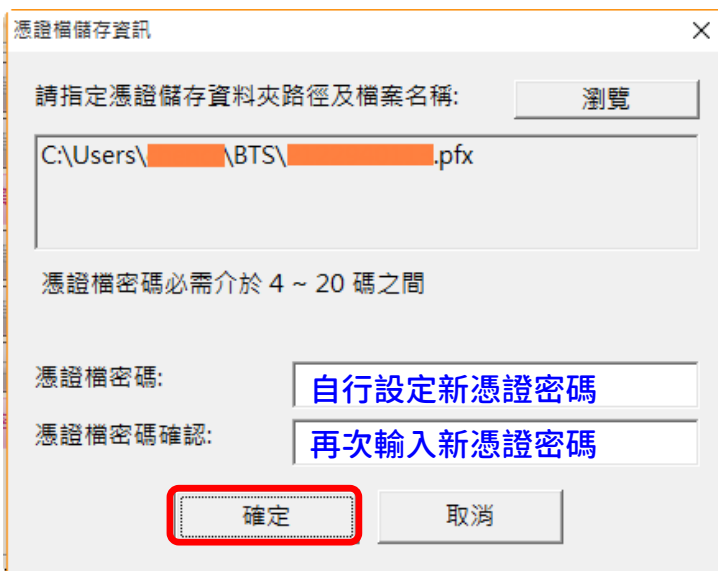 憑證檔儲存資訊
請指定憑證儲存資料夾路徑及檔案名稱:
瀏覽
C:\Users\ \BTS\ .pfx
憑證檔密碼必需介於 4 ~ 20 碼之間
憑證檔密碼:
自行設定新憑證密碼
憑證檔密碼確認:
再次輸入新憑證密碼
確定
取消